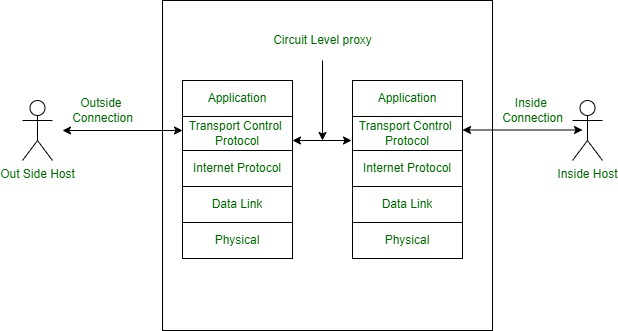 Circuit Level proxy
Outside
Connection
Inside
Connection
Application
Transport Control
Protocol
Internet Protocol
Data Link
Physical
Application
Transport Control
Protocol
Internet Protocol
Data Link
Physical
Out Side Host
Inside Host